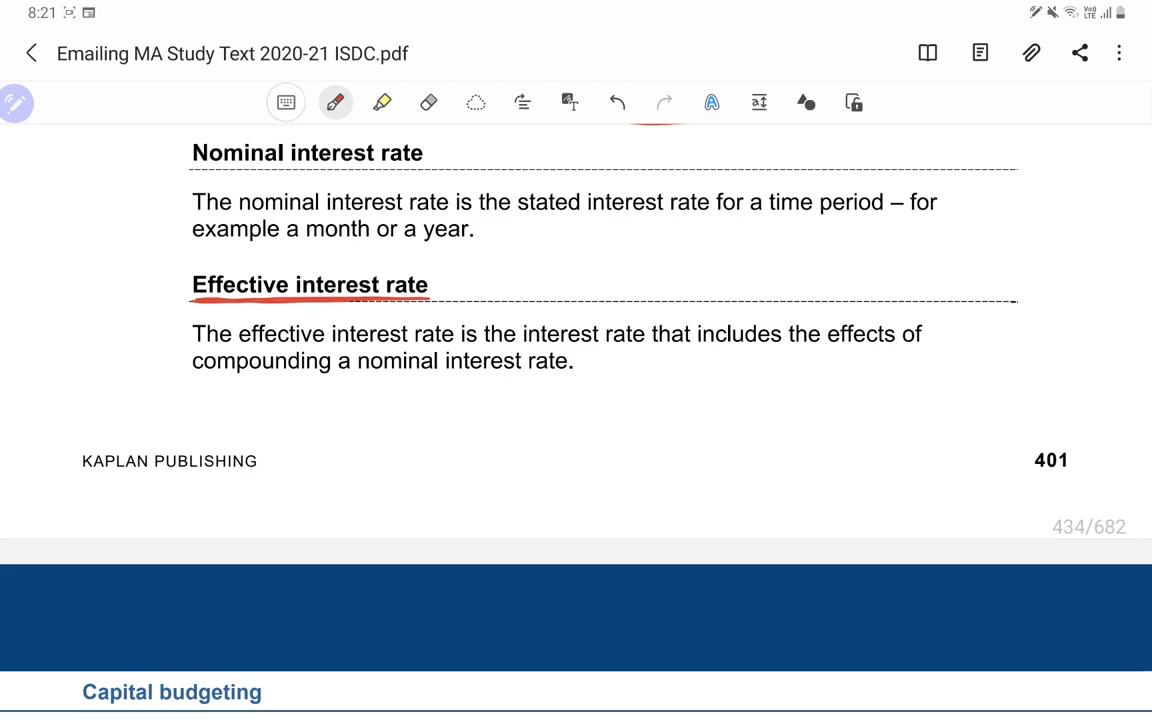 8:21
Emailing MA Study Text 2020-21 ISDC.pdf
Nominal interest rate
The nominal interest rate is the stated interest rate for a time period – for
example a month or a year.
Effective interest rate
The effective interest rate is the interest rate that includes the effects of
compounding a nominal interest rate.
KAPLAN PUBLISHING 401
434/682
Capital budgeting